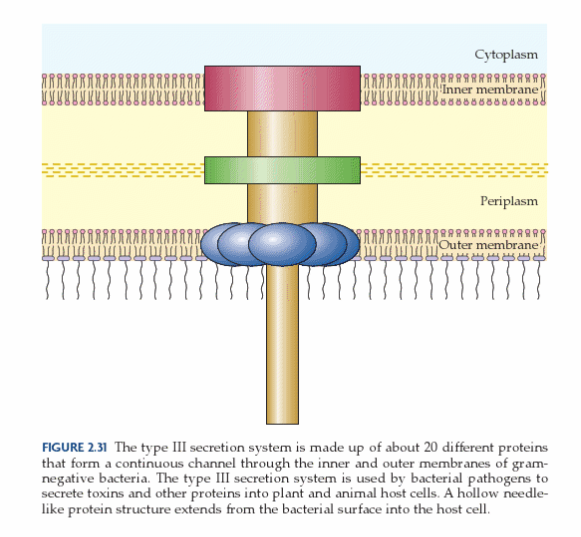 Cytoplasm
Inner membrane
Periplasm
Outer membrane
FIGURE 2.31 The type III secretion system is made up of about 20 different proteins
that form a continuous channel through the inner and outer membranes of gram-
negative bacteria. The type III secretion system is used by bacterial pathogens to
secrete toxins and other proteins into plant and animal host cells. A hollow needle-
like protein structure extends from the bacterial surface into the host cell.